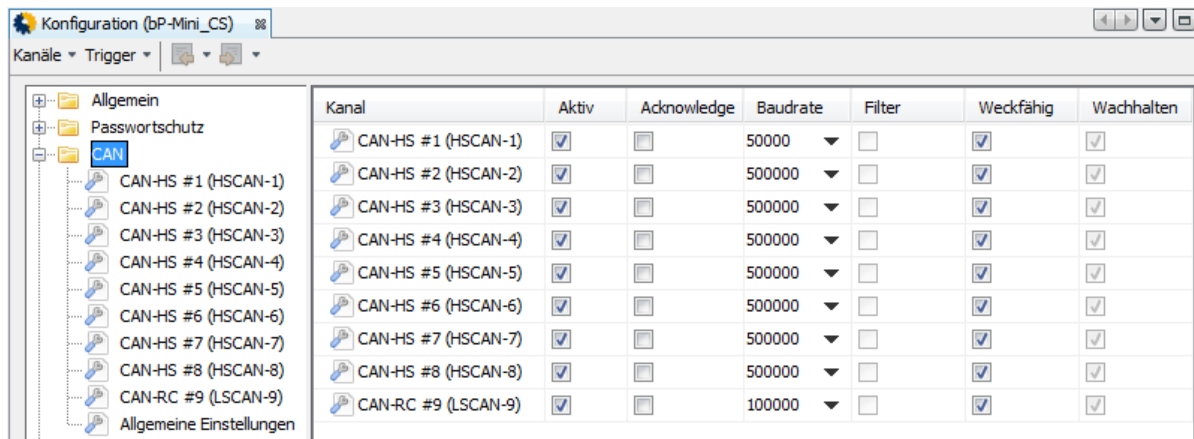 Konfiguration (bP-Mini_CS)
Kanäle Trigger
Allgemein
Passwortschutz
CAN
CAN-HS #1 (HSCAN-1)
CAN-HS #2 (HSCAN-2)
CAN-HS #3 (HSCAN-3)
CAN-HS #4 (HSCAN-4)
CAN-HS #5 (HSCAN-5)
CAN-HS #6 (HSCAN-6)
CAN-HS #7 (HSCAN-7)
CAN-HS #8 (HSCAN-8)
CAN-RC #9 (LSCAN-9)
Allgemeine Einstellungen
Kanal Aktiv Acknowledge Baudrate Filter Weckfähig Wachhalten
CAN-HS #1 (HSCAN-1) 50000
CAN-HS #2 (HSCAN-2) 500000
CAN-HS #3 (HSCAN-3) 500000
CAN-HS #4 (HSCAN-4) 500000
CAN-HS #5 (HSCAN-5) 500000
CAN-HS #6 (HSCAN-6) 500000
CAN-HS #7 (HSCAN-7) 500000
CAN-HS #8 (HSCAN-8) 500000
CAN-RC #9 (LSCAN-9) 100000